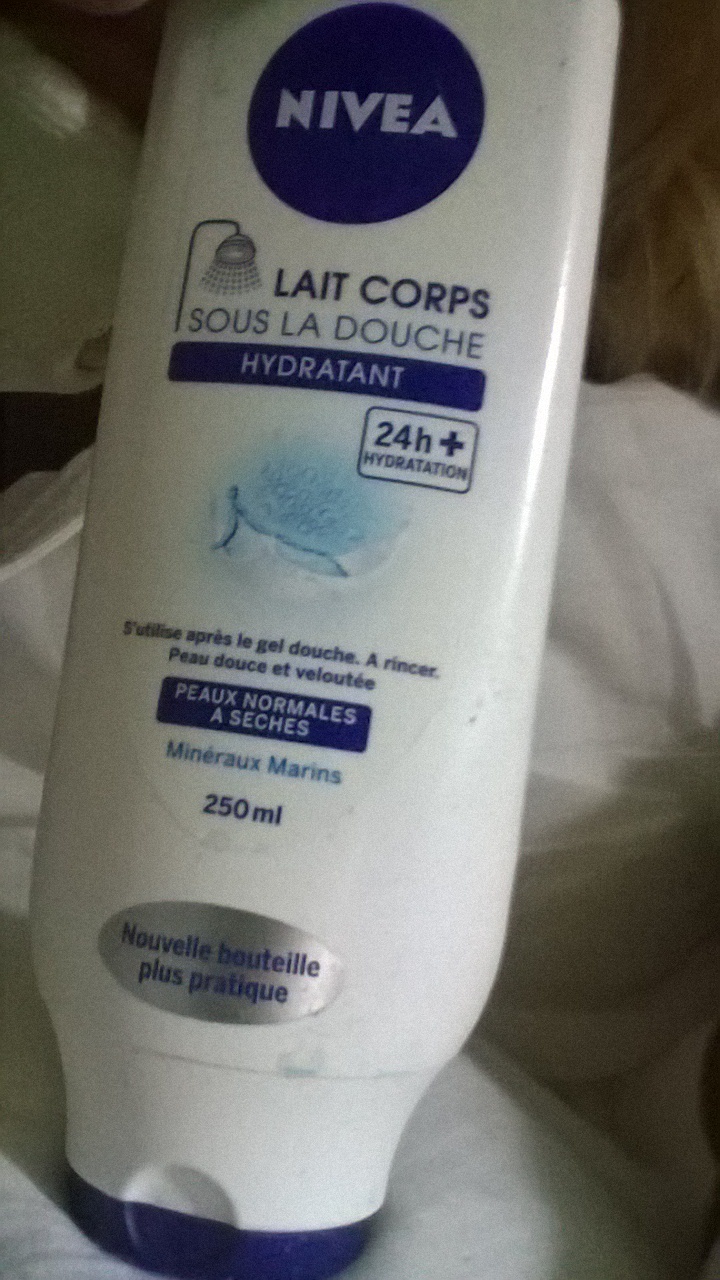 NIVEA
LAIT CORPS
SOUS LA DOUCHE
HYDRATANT
24h+
HYDRATATION
S'utilise après le gel douche. A rincer.
Peau douce et veloutée
PEAUX NORMALES
A SECHES
Minéraux Marins
250ml
Nouvelle bouteille
plus pratique